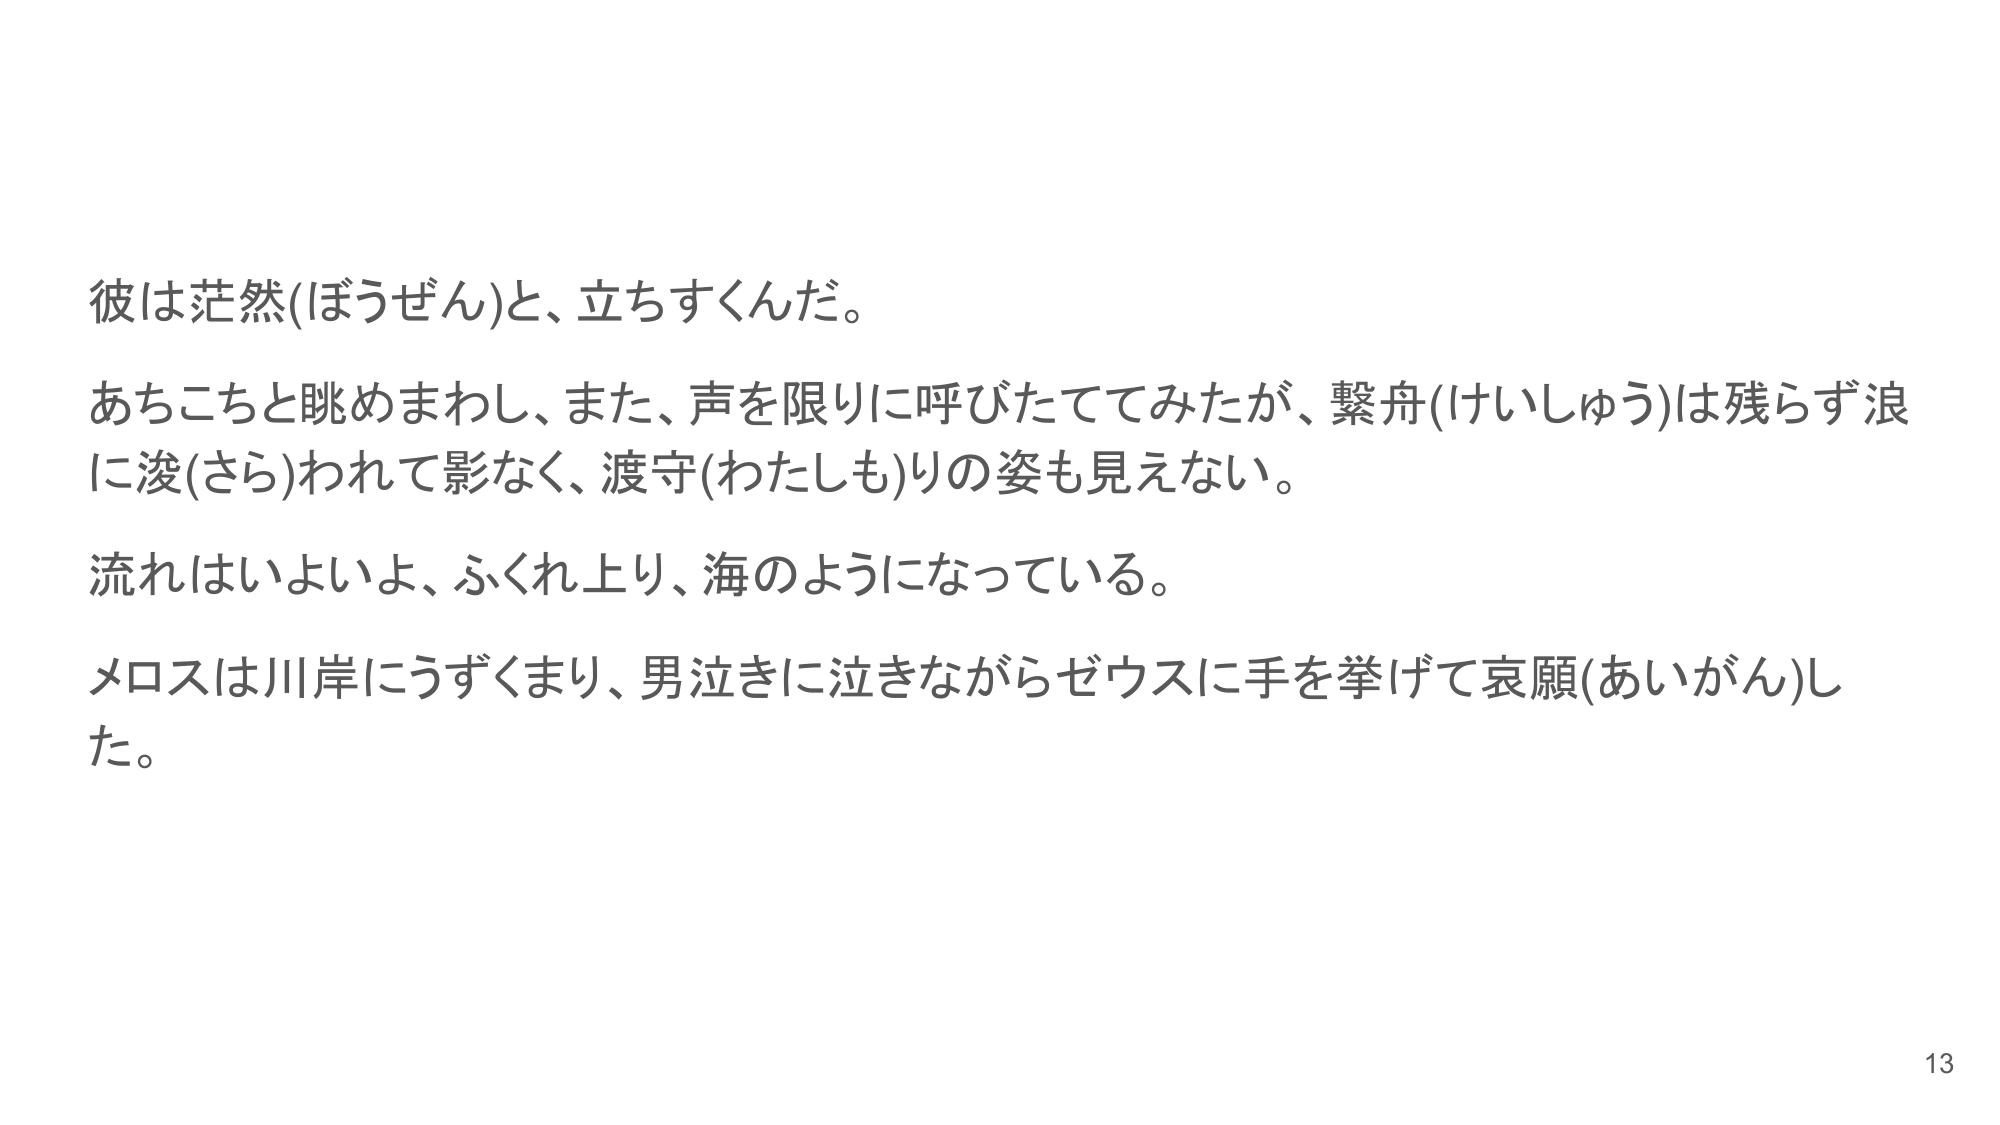 彼は茫然(ぼうぜん)と、立ちすくんだ。
あちこちと眺めまわし、また、声を限りに呼びたててみたが、繋舟(けいしゅう)は残らず浪
に浚(さら)われて影なく、渡守(わたしも)りの姿も見えない。
流れはいよいよ、ふくれ上り、海のようになっている。
メロスは川岸にうずくまり、男泣きに泣きながらゼウスに手を挙げて哀願(あいがん)し
た。
13